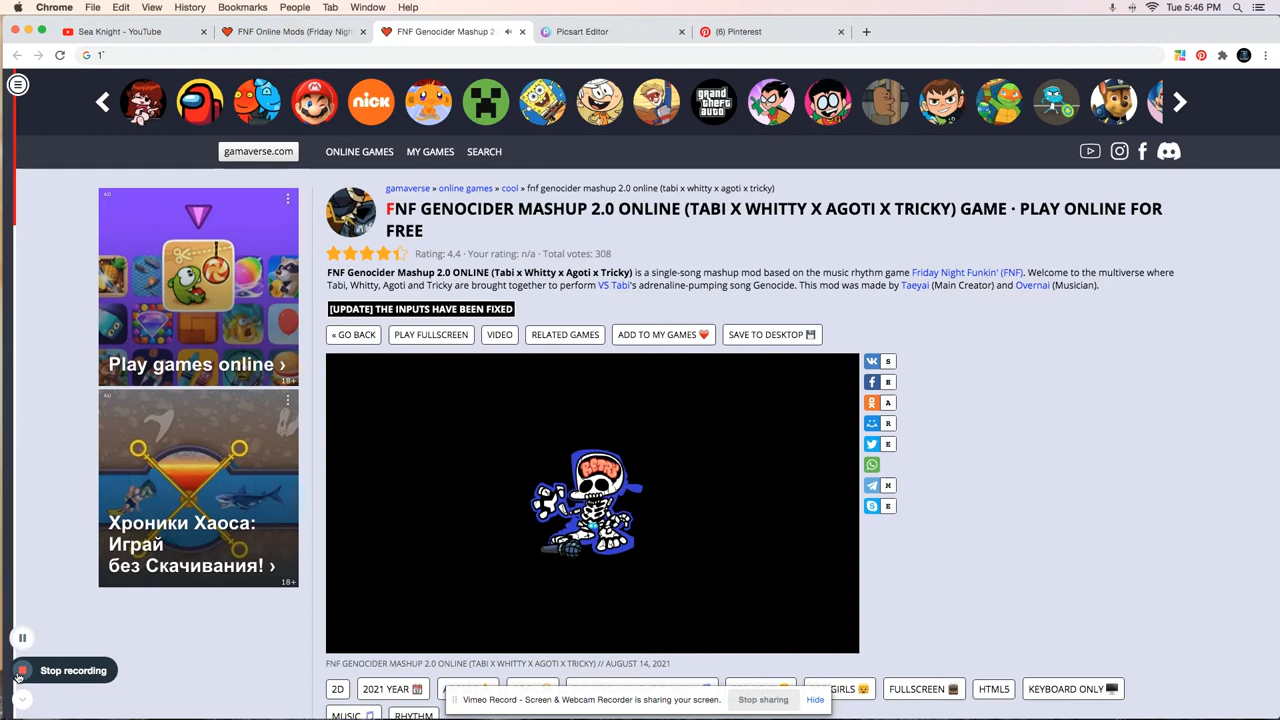 Chrome File Edit View History Bookmarks People Tab Window Help Tue 5:46 PM
Sea Knight - YouTube × FNF Online Mods (Friday Nigh × FNF Genocider Mashup 2. × Picsart Editor × (6) Pinterest × +
G 1`
nick
grand theft auto
gamaverse.com ONLINE GAMES MY GAMES SEARCH
AD
Play games online ›
18+
AD
Хроники Хаоса:
Играй
без Скачивания! ›
18+
gamaverse » online games » cool » fnf genocider mashup 2.0 online (tabi x whitty x agoti x tricky)
FNF GENOCIDER MASHUP 2.0 ONLINE (TABI X WHITTY X AGOTI X TRICKY) GAME · PLAY ONLINE FOR
FREE
Rating: 4.4 · Your rating: n/a · Total votes: 308
FNF Genocider Mashup 2.0 ONLINE (Tabi x Whitty x Agoti x Tricky) is a single-song mashup mod based on the music rhythm game Friday Night Funkin' (FNF). Welcome to the multiverse where
Tabi, Whitty, Agoti and Tricky are brought together to perform VS Tabi's adrenaline-pumping song Genocide. This mod was made by Taeyai (Main Creator) and Overnai (Musician).
[UPDATE] THE INPUTS HAVE BEEN FIXED
« GO BACK PLAY FULLSCREEN VIDEO RELATED GAMES ADD TO MY GAMES SAVE TO DESKTOP
RETRY
S
H
A
R
E
M
E
FNF GENOCIDER MASHUP 2.0 ONLINE (TABI X WHITTY X AGOTI X TRICKY) // AUGUST 14, 2021
Stop recording
2D 2021 YEAR GIRLS FULLSCREEN HTML5 KEYBOARD ONLY
Vimeo Record - Screen & Webcam Recorder is sharing your screen. Stop sharing Hide
MUSIC RHYTHM